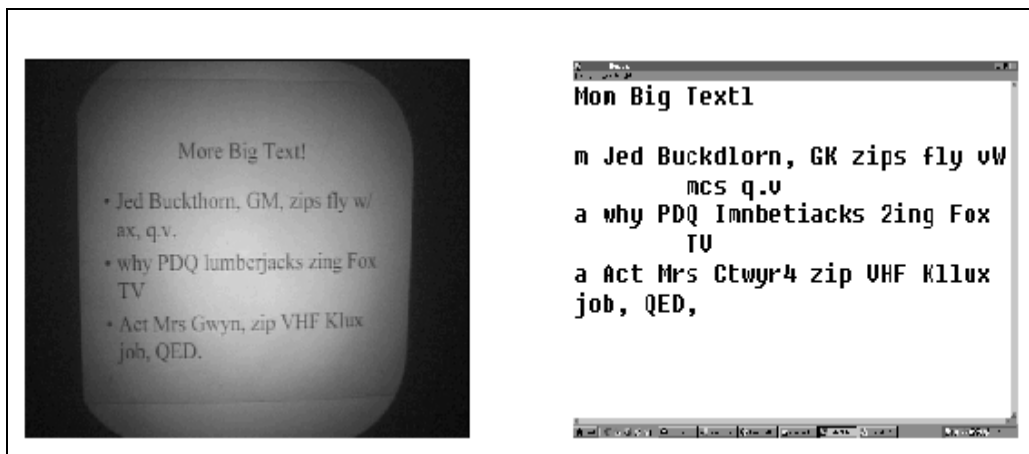 More Big Text!
• Jed Buckthorn, GM, zips fly w/
ax, q.v.
• why PDQ lumberjacks zing Fox
TV
• Act Mrs Gwyn, zip VHF Klux
job, QED.
Mom Big Text1
m Jed Buckdlorn, GK zips fly vW
mcs q.v
a why PDQ Imnbetiacks 2ing Fox
TV
a Act Mrs Ctwyr4 zip VHF Kllux
job, QED,